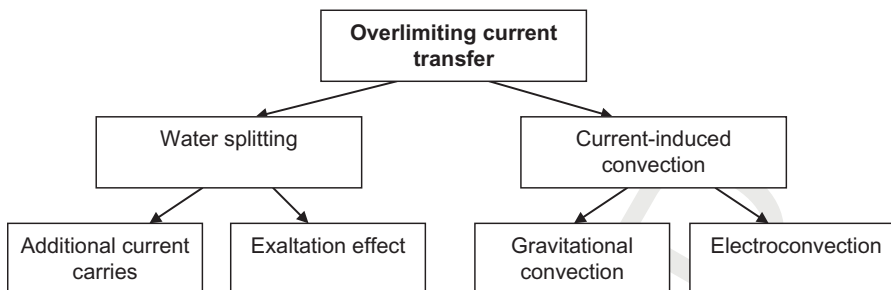 Overlimiting current
transfer
Water splitting
Current-induced
convection
Additional current
carries
Exaltation effect
Gravitational
convection
Electroconvection